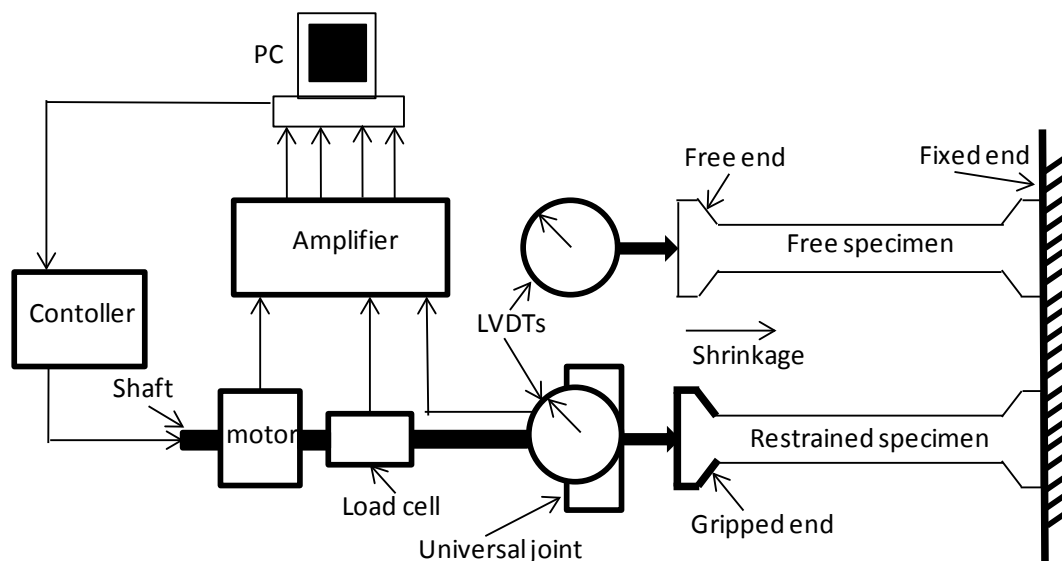 PC
Free end
Fixed end
Amplifier
Free specimen
Contoller
LVDTs
Shrinkage
Shaft
motor
Restrained specimen
Load cell
Gripped end
Universal joint